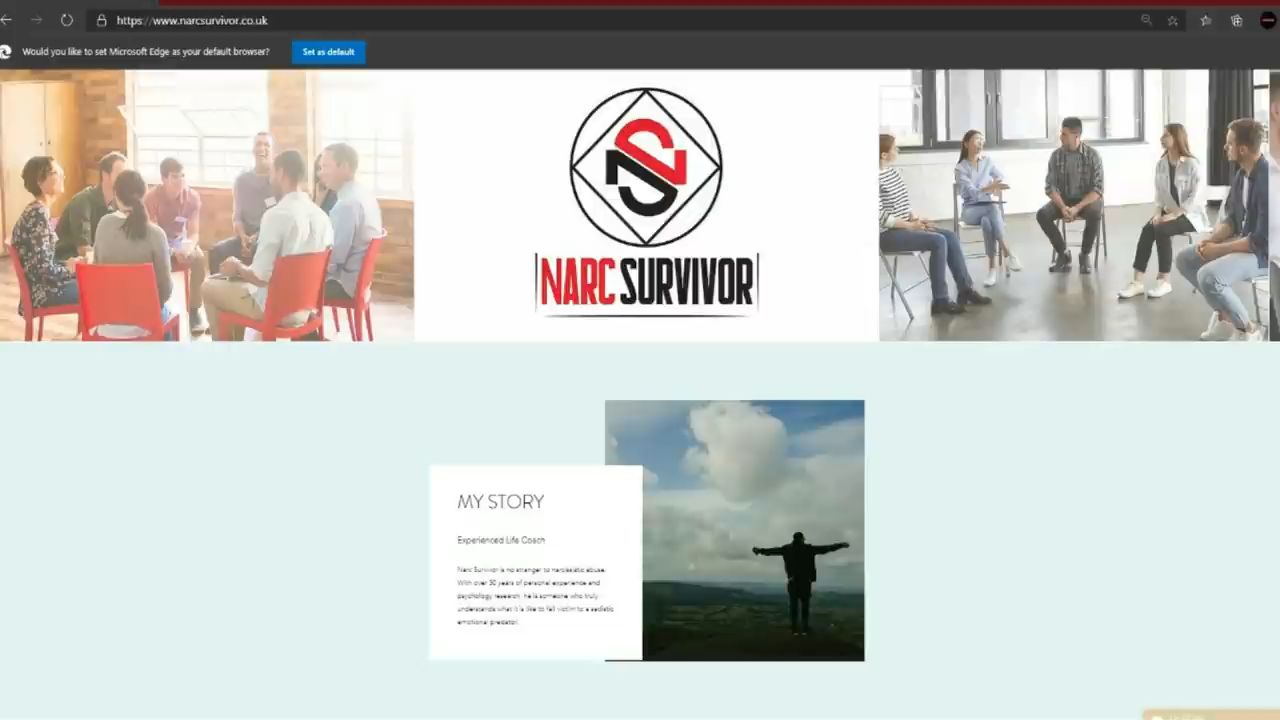 https://www.narcsurvivor.co.uk
Would you like to set Microsoft Edge as your default browser?
Set as default
NS
NARC SURVIVOR
MY STORY
Experienced Life Coach
Narc Survivor is no stranger to narcissistic abuse.
With over 30 years of personal experience and
psychology research, he is someone who truly
understands what it is like to fall victim to a sadistic
emotional predator.